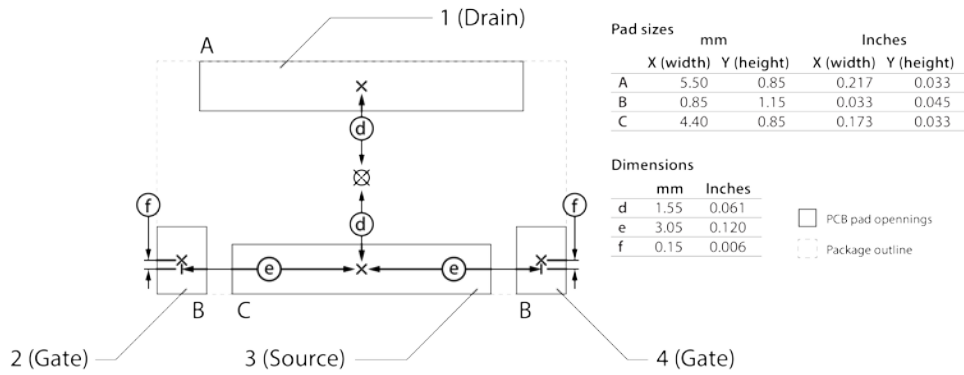 1 (Drain)
A
d
d
f
f
e
e
B
C
B
2 (Gate)
3 (Source)
4 (Gate)
Pad sizes
mm Inches
X (width) Y (height) X (width) Y (height)
A 5.50 0.85 0.217 0.033
B 0.85 1.15 0.033 0.045
C 4.40 0.85 0.173 0.033
Dimensions
mm Inches
d 1.55 0.061
e 3.05 0.120
f 0.15 0.006
PCB pad opennings
Package outline